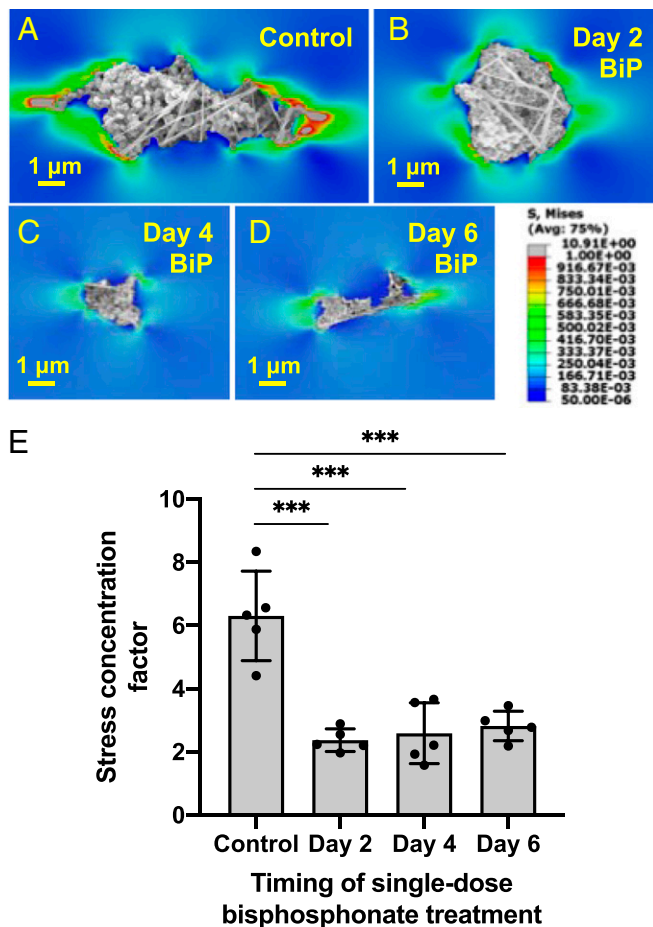 A
Control
1 µm
B
Day 2
BiP
1 µm
C
Day 4
BiP
1 µm
D
Day 6
BiP
1 µm
S, Mises
(Avg: 75%)
10.91E+00
1.00E+00
916.67E-03
833.34E-03
750.01E-03
666.68E-03
583.35E-03
500.02E-03
416.70E-03
333.37E-03
250.04E-03
166.71E-03
83.38E-03
50.00E-06
E
***
***
***
10
8
6
4
2
0
Stress concentration
factor
Control Day 2 Day 4 Day 6
Timing of single-dose
bisphosphonate treatment